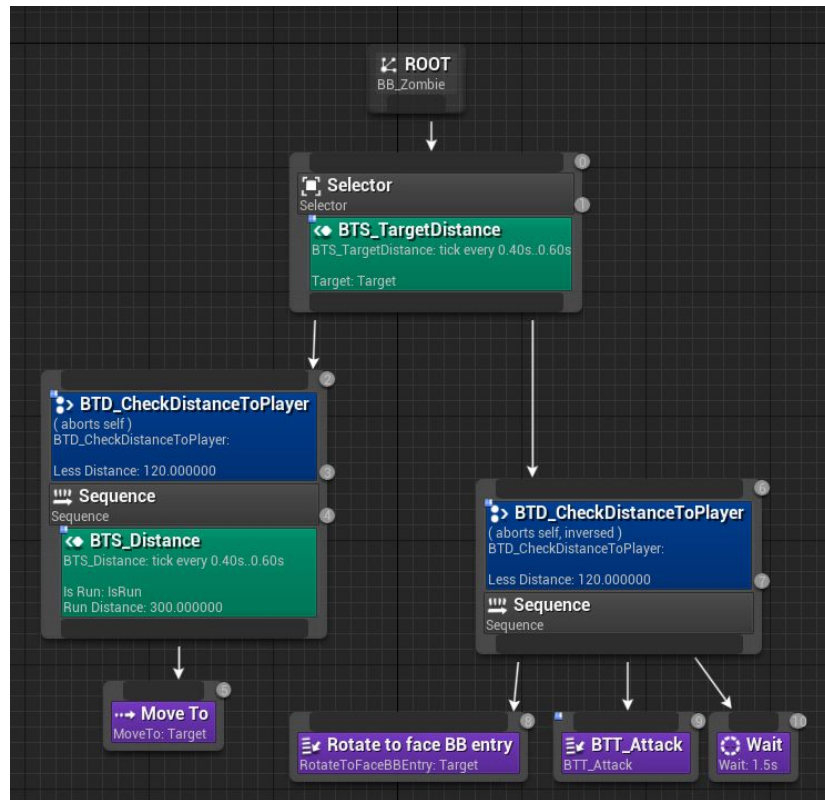 ROOT
BB_Zombie
0
Selector
Selector
1
BTS_TargetDistance
BTS_TargetDistance: tick every 0.40s..0.60s
Target: Target
2
BTD_CheckDistanceToPlayer
( aborts self )
BTD_CheckDistanceToPlayer:
Less Distance: 120.000000
3
Sequence
Sequence
4
BTS_Distance
BTS_Distance: tick every 0.40s..0.60s
Is Run: IsRun
Run Distance: 300.000000
6
BTD_CheckDistanceToPlayer
( aborts self, inversed )
BTD_CheckDistanceToPlayer:
Less Distance: 120.000000
7
Sequence
Sequence
5
Move To
MoveTo: Target
8
Rotate to face BB entry
RotateToFaceBBEntry: Target
9
BTT_Attack
BTT_Attack
10
Wait
Wait: 1.5s